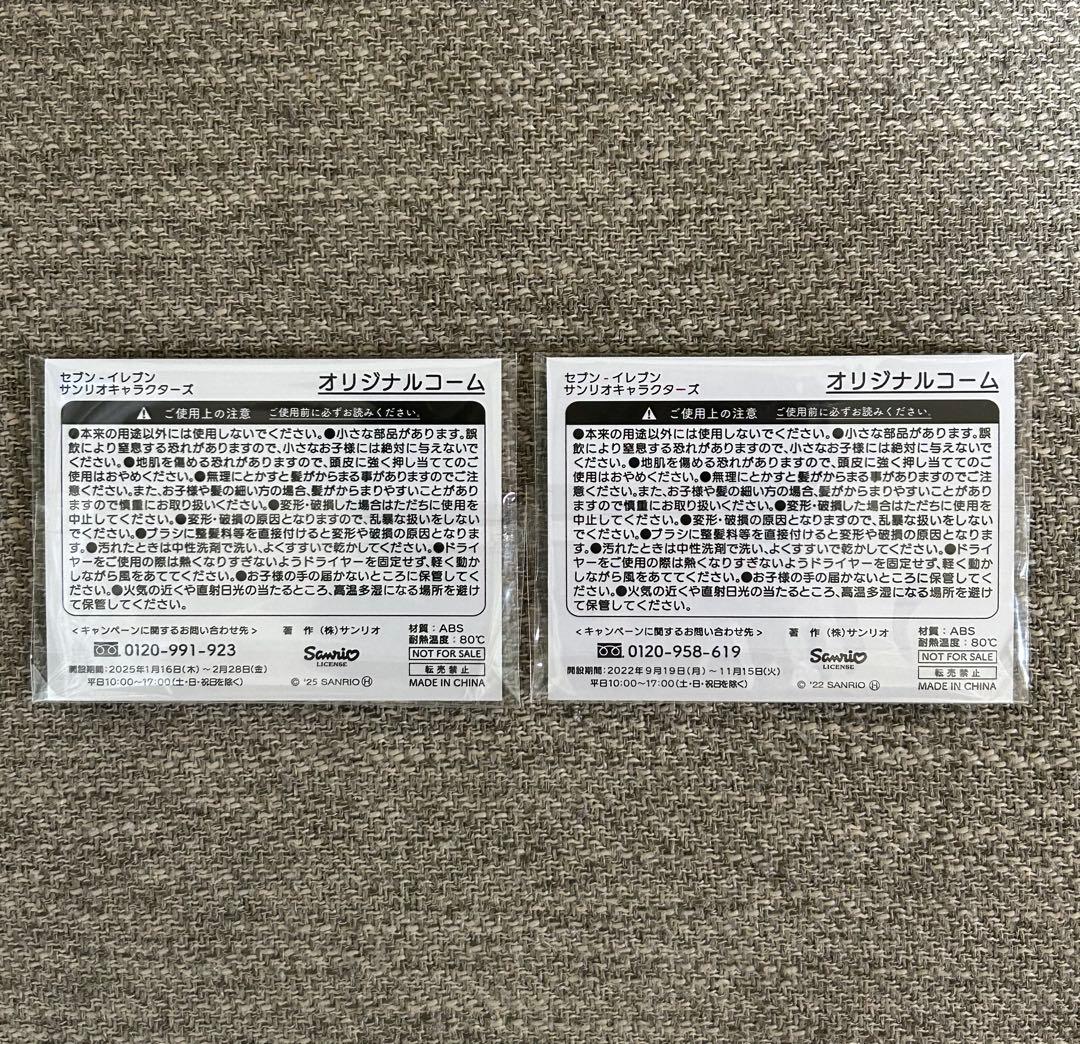 セブン-イレブン
サンリオキャラクターズ
オリジナルコーム
ご使用上の注意 ご使用前に必ずお読みください。
●本来の用途以外には使用しないでください。●小さな部品があります。誤
飲により窒息する恐れがありますので、小さなお子様には絶対に与えないで
ください。●地肌を傷める恐れがありますので、頭皮に強く押し当ててのご
使用はおやめください。●無理にとかすと髪がからまる事がありますのでご注
意ください。また、お子様や髪の細い方の場合、髪がからまりやすいことがあり
ますので慎重にお取り扱いください。●変形・破損した場合はただちに使用を
中止してください。●変形・破損の原因となりますので、乱暴な扱いをしない
でください。●ブラシに整髪料等を直接付けると変形や破損の原因となりま
す。●汚れたときは中性洗剤で洗い、よくすすいで乾かしてください。●ドライ
ヤーをご使用の際は熱くなりすぎないようドライヤーを固定せず、軽く動か
しながら風をあててください。●お子様の手の届かないところに保管してく
ださい。●火気の近くや直射日光の当たるところ、高温多湿になる場所を避け
て保管してください。
<キャンペーンに関するお問い合わせ先>
0120-991-923
開設期間:2025年1月16日(木)~2月28日(金)
平日10:00~17:00(土・日・祝日を除く)
著作 (株)サンリオ
Sanrio
LICENSE
© '25 SANRIO Ⓗ
材質:ABS
耐熱温度:80℃
NOT FOR SALE
転売禁止
MADE IN CHINA
セブン-イレブン
サンリオキャラクターズ
オリジナルコーム
ご使用上の注意 ご使用前に必ずお読みください。
●本来の用途以外には使用しないでください。●小さな部品があります。誤
飲により窒息する恐れがありますので、小さなお子様には絶対に与えないで
ください。●地肌を傷める恐れがありますので、頭皮に強く押し当ててのご
使用はおやめください。●無理にとかすと髪がからまる事がありますのでご注
意ください。また、お子様や髪の細い方の場合、髪がからまりやすいことがあり
ますので慎重にお取り扱いください。●変形・破損した場合はただちに使用を
中止してください。●変形・破損の原因となりますので、乱暴な扱いをしない
でください。●ブラシに整髪料等を直接付けると変形や破損の原因となりま
す。●汚れたときは中性洗剤で洗い、よくすすいで乾かしてください。●ドライ
ヤーをご使用の際は熱くなりすぎないようドライヤーを固定せず、軽く動か
しながら風をあててください。●お子様の手の届かないところに保管してく
ださい。●火気の近くや直射日光の当たるところ、高温多湿になる場所を避け
て保管してください。
<キャンペーンに関するお問い合わせ先>
0120-958-619
開設期間:2022年9月19日(月)~11月15日(火)
平日10:00~17:00(土・日・祝日を除く)
著作 (株)サンリオ
Sanrio
LICENSE
© '22 SANRIO Ⓗ
材質:ABS
耐熱温度:80℃
NOT FOR SALE
転売禁止
MADE IN CHINA